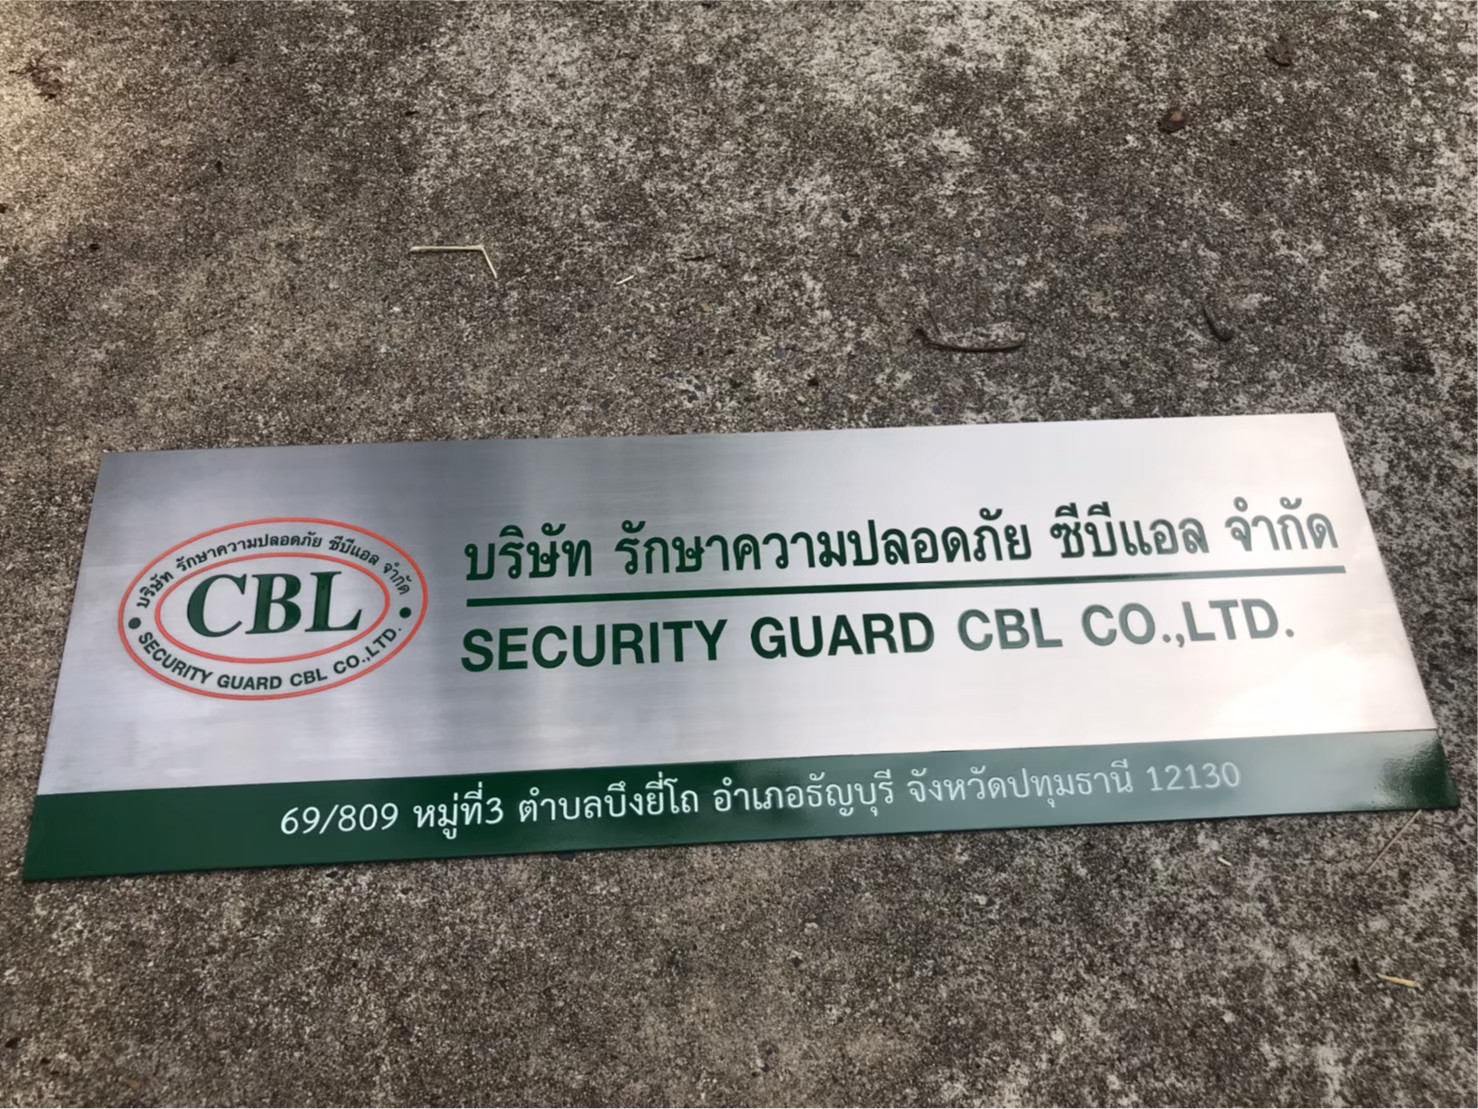 บริษัท รักษาความปลอดภัย ซีบีแอล จำกัด
CBL
• SECURITY GUARD CBL CO.,LTD. •
บริษัท รักษาความปลอดภัย ซีบีแอล จำกัด
SECURITY GUARD CBL CO.,LTD.
69/809 หมู่ที่3 ตำบลบึงยี่โถ อำเภอธัญบุรี จังหวัดปทุมธานี 12130